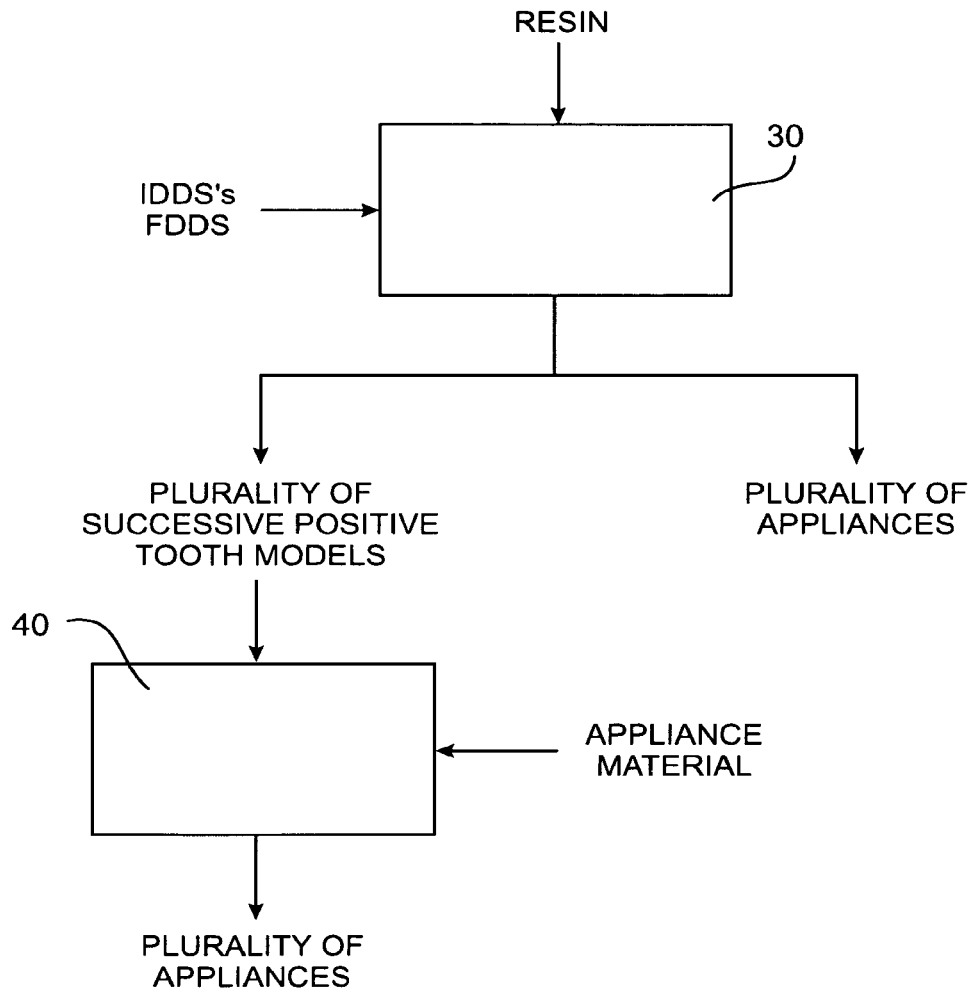 RESIN
30
IDDS's
FDDS
PLURALITY OF
SUCCESSIVE POSITIVE
TOOTH MODELS
PLURALITY OF
APPLIANCES
40
APPLIANCE
MATERIAL
PLURALITY OF
APPLIANCES